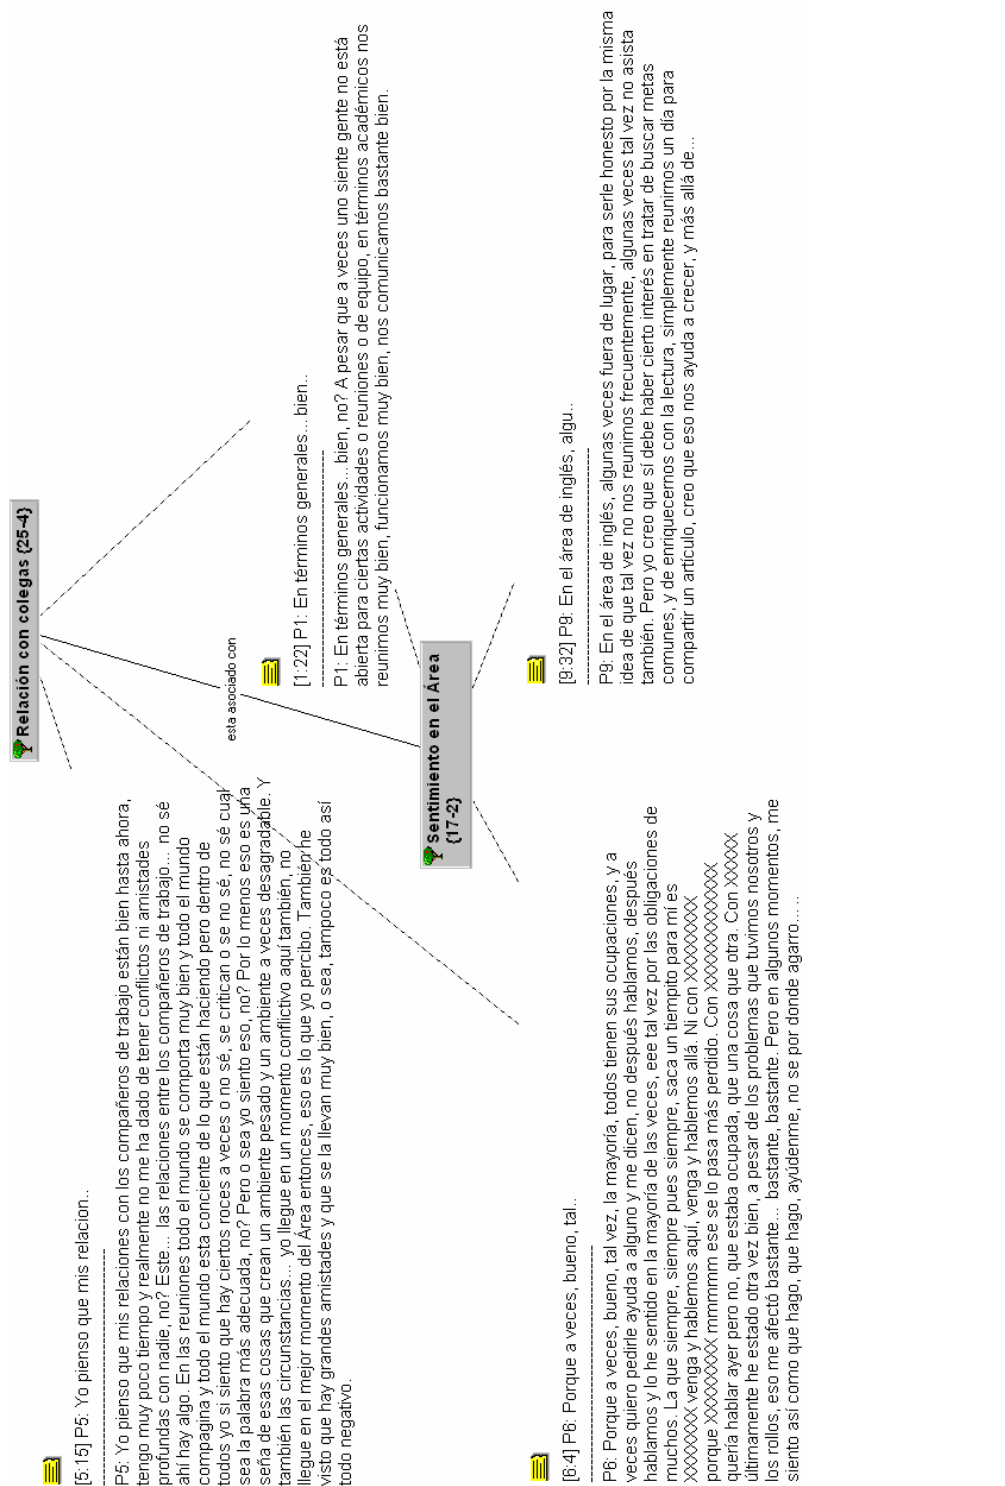 Relación con colegas {25-4}
[5:15] P5: Yo pienso que mis relacion..
P5: Yo pienso que mis relaciones con los compañeros de trabajo están bien hasta ahora,
tengo muy poco tiempo y realmente no me ha dado de tener conflictos ni amistades
profundas con nadie, no? Este... las relaciones entre los compañeros de trabajo... no sé
ahí hay algo. En las reuniones todo el mundo se comporta muy bien y todo el mundo
compagina y todo el mundo esta conciente de lo que están haciendo pero dentro de
todos yo si siento que hay ciertos roces a veces o no sé, se critican o se no sé, no sé cual
sea la palabra más adecuada, no? Pero o sea yo siento eso, no? Por lo menos eso es una
seña de esas cosas que crean un ambiente pesado y un ambiente a veces desagradable. Y
también las circunstancias... yo llegue en un momento conflictivo aquí también, no
llegue en el mejor momento del Área entonces, eso es lo que yo percibo. También he
visto que hay grandes amistades y que se la llevan muy bien, o sea, tampoco es todo así
todo negativo.
esta asociado con
[1:22] P1: En términos generales... bien..
P1: En términos generales... bien, no? A pesar que a veces uno siente gente no está
abierta para ciertas actividades o reuniones o de equipo, en términos académicos nos
reunimos muy bien, funcionamos muy bien, nos comunicamos bastante bien.
Sentimiento en el Área
{17-2}
[6:4] P6: Porque a veces, bueno, tal..
P6: Porque a veces, bueno, tal vez, la mayoría, todos tienen sus ocupaciones, y a
veces quiero pedirle ayuda a alguno y me dicen, no después hablamos, después
hablamos y lo he sentido en la mayoría de las veces, eee tal vez por las obligaciones de
muchos. La que siempre, siempre pues siempre, saca un tiempito para mí es
XXXXXXXX venga y hablemos aquí, venga y hablemos allá. Ni con XXXXXXXXX
porque XXXXXXXXXX mmmmm ese se lo pasa más perdido. Con XXXXXXXXXXXXX
quería hablar ayer pero no, que estaba ocupada, que una cosa que otra. Con XXXXXX
últimamente he estado otra vez bien, a pesar de los problemas que tuvimos nosotros y
los rollos, eso me afectó bastante... bastante, bastante. Pero en algunos momentos, me
siento así como que hago, que hago, ayúdenme, no se por donde agarro... ..
[9:32] P9: En el área de inglés, algu..
P9: En el área de inglés, algunas veces fuera de lugar, para serle honesto por la misma
idea de que tal vez no nos reunimos frecuentemente, algunas veces tal vez no asista
también. Pero yo creo que sí debe haber cierto interés en tratar de buscar metas
comunes, y de enriquecernos con la lectura, simplemente reunirnos un día para
compartir un artículo, creo que eso nos ayuda a crecer, y más allá de...